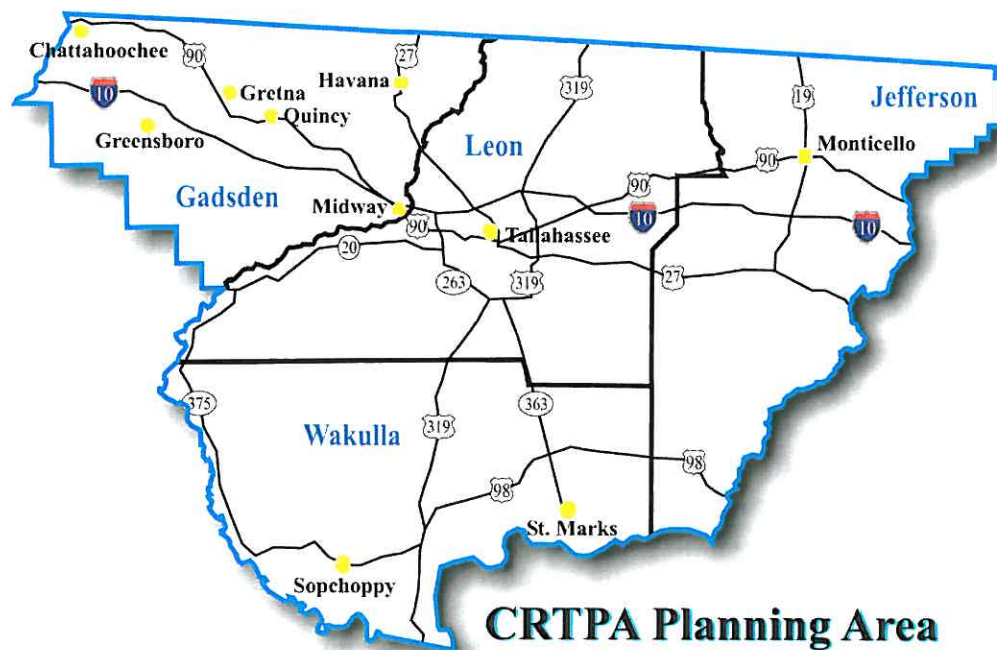 Chattahoochee
90
27
Havana
319
10
Gretna
Quincy
Greensboro
19
Jefferson
Leon
Monticello
90
90
Gadsden
Midway
10
90
Tallahassee
10
20
263
319
27
375
363
Wakulla
319
98
98
St. Marks
Sopchoppy
CRTPA Planning Area